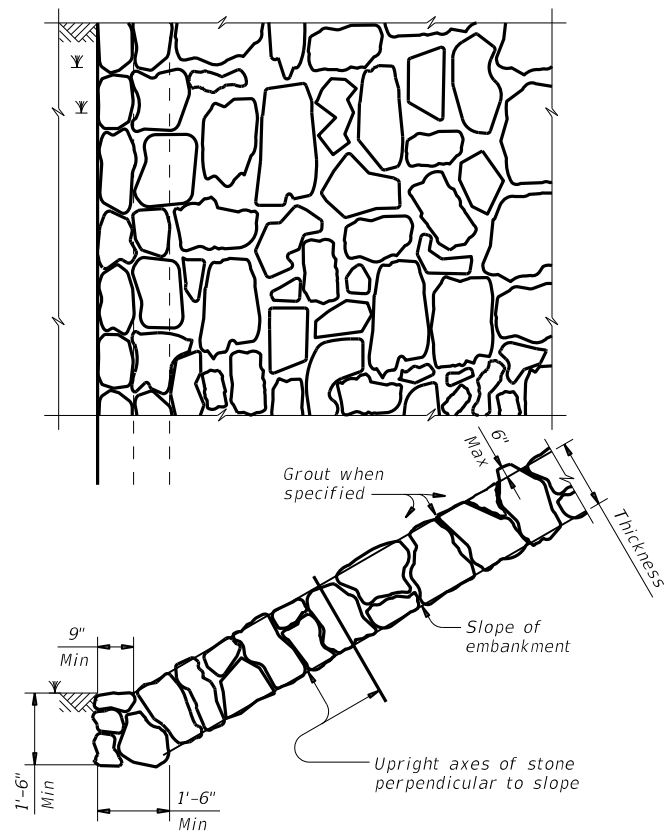 6"
Max
Grout when
specified
Thickness
9"
Min
Slope of
embankment
1'-6"
Min
Upright axes of stone
perpendicular to slope
1'-6"
Min